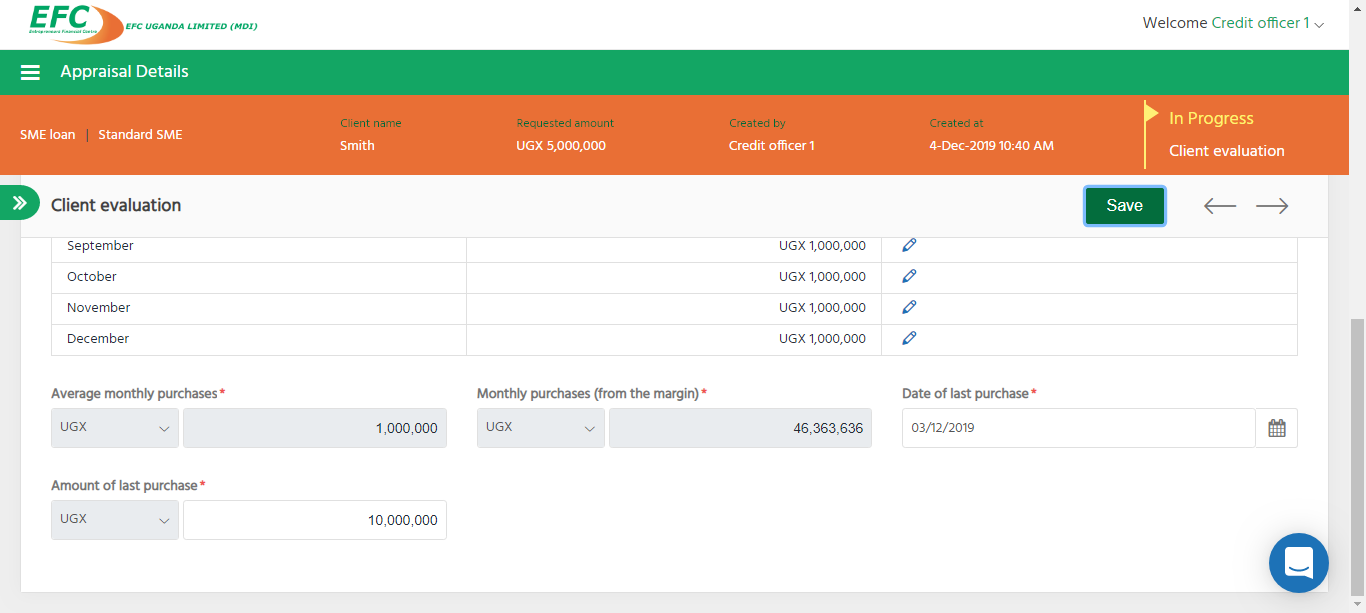 EFC
Entrepreneurs Financial Centre
EFC UGANDA LIMITED (MDI)
Welcome Credit officer 1
Appraisal Details
SME loan | Standard SME
Client name
Smith
Requested amount
UGX 5,000,000
Created by
Credit officer 1
Created at
4-Dec-2019 10:40 AM
In Progress
Client evaluation
Client evaluation
Save
September UGX 1,000,000
October UGX 1,000,000
November UGX 1,000,000
December UGX 1,000,000
Average monthly purchases*
UGX 1,000,000
Monthly purchases (from the margin)*
UGX 46,363,636
Date of last purchase*
03/12/2019
Amount of last purchase*
UGX 10,000,000